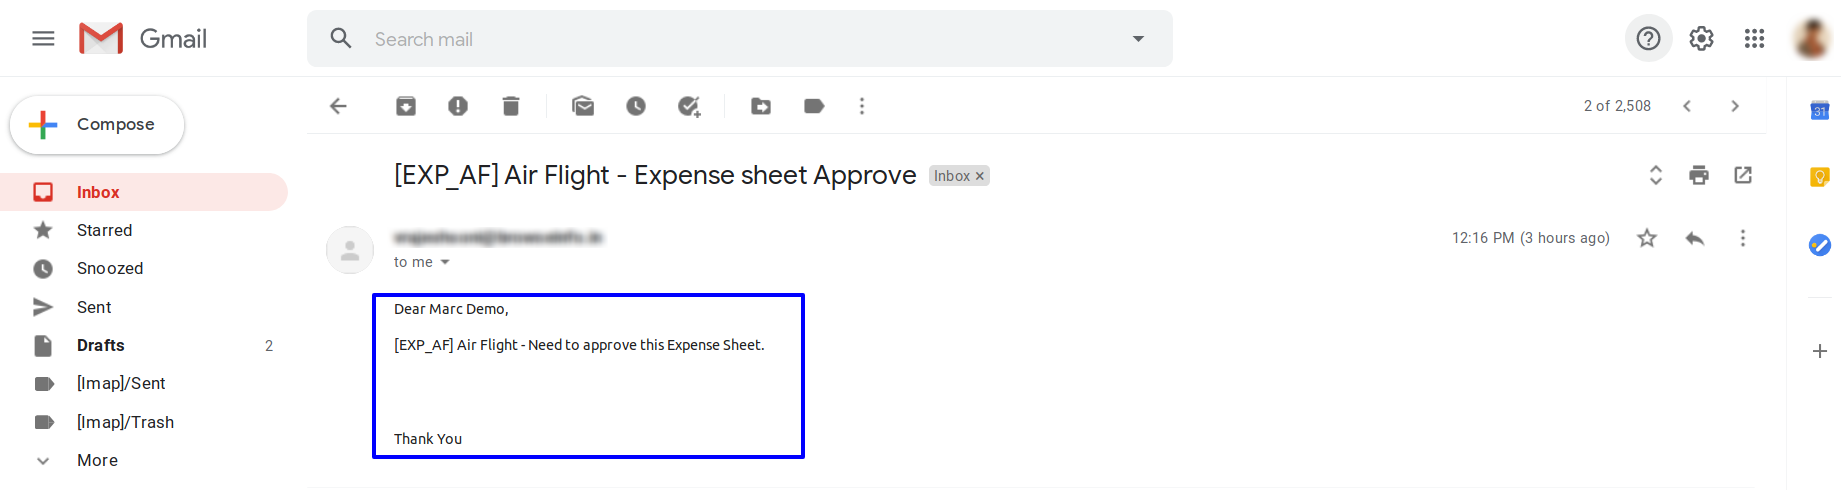 Gmail
Search mail
Compose
2 of 2,508
31
[EXP_AF] Air Flight - Expense sheet Approve
Inbox ×
Inbox
Starred
Snoozed
Sent
Drafts 2
[Imap]/Sent
[Imap]/Trash
More
12:16 PM (3 hours ago)
to me
Dear Marc Demo,
[EXP_AF] Air Flight - Need to approve this Expense Sheet.
Thank You